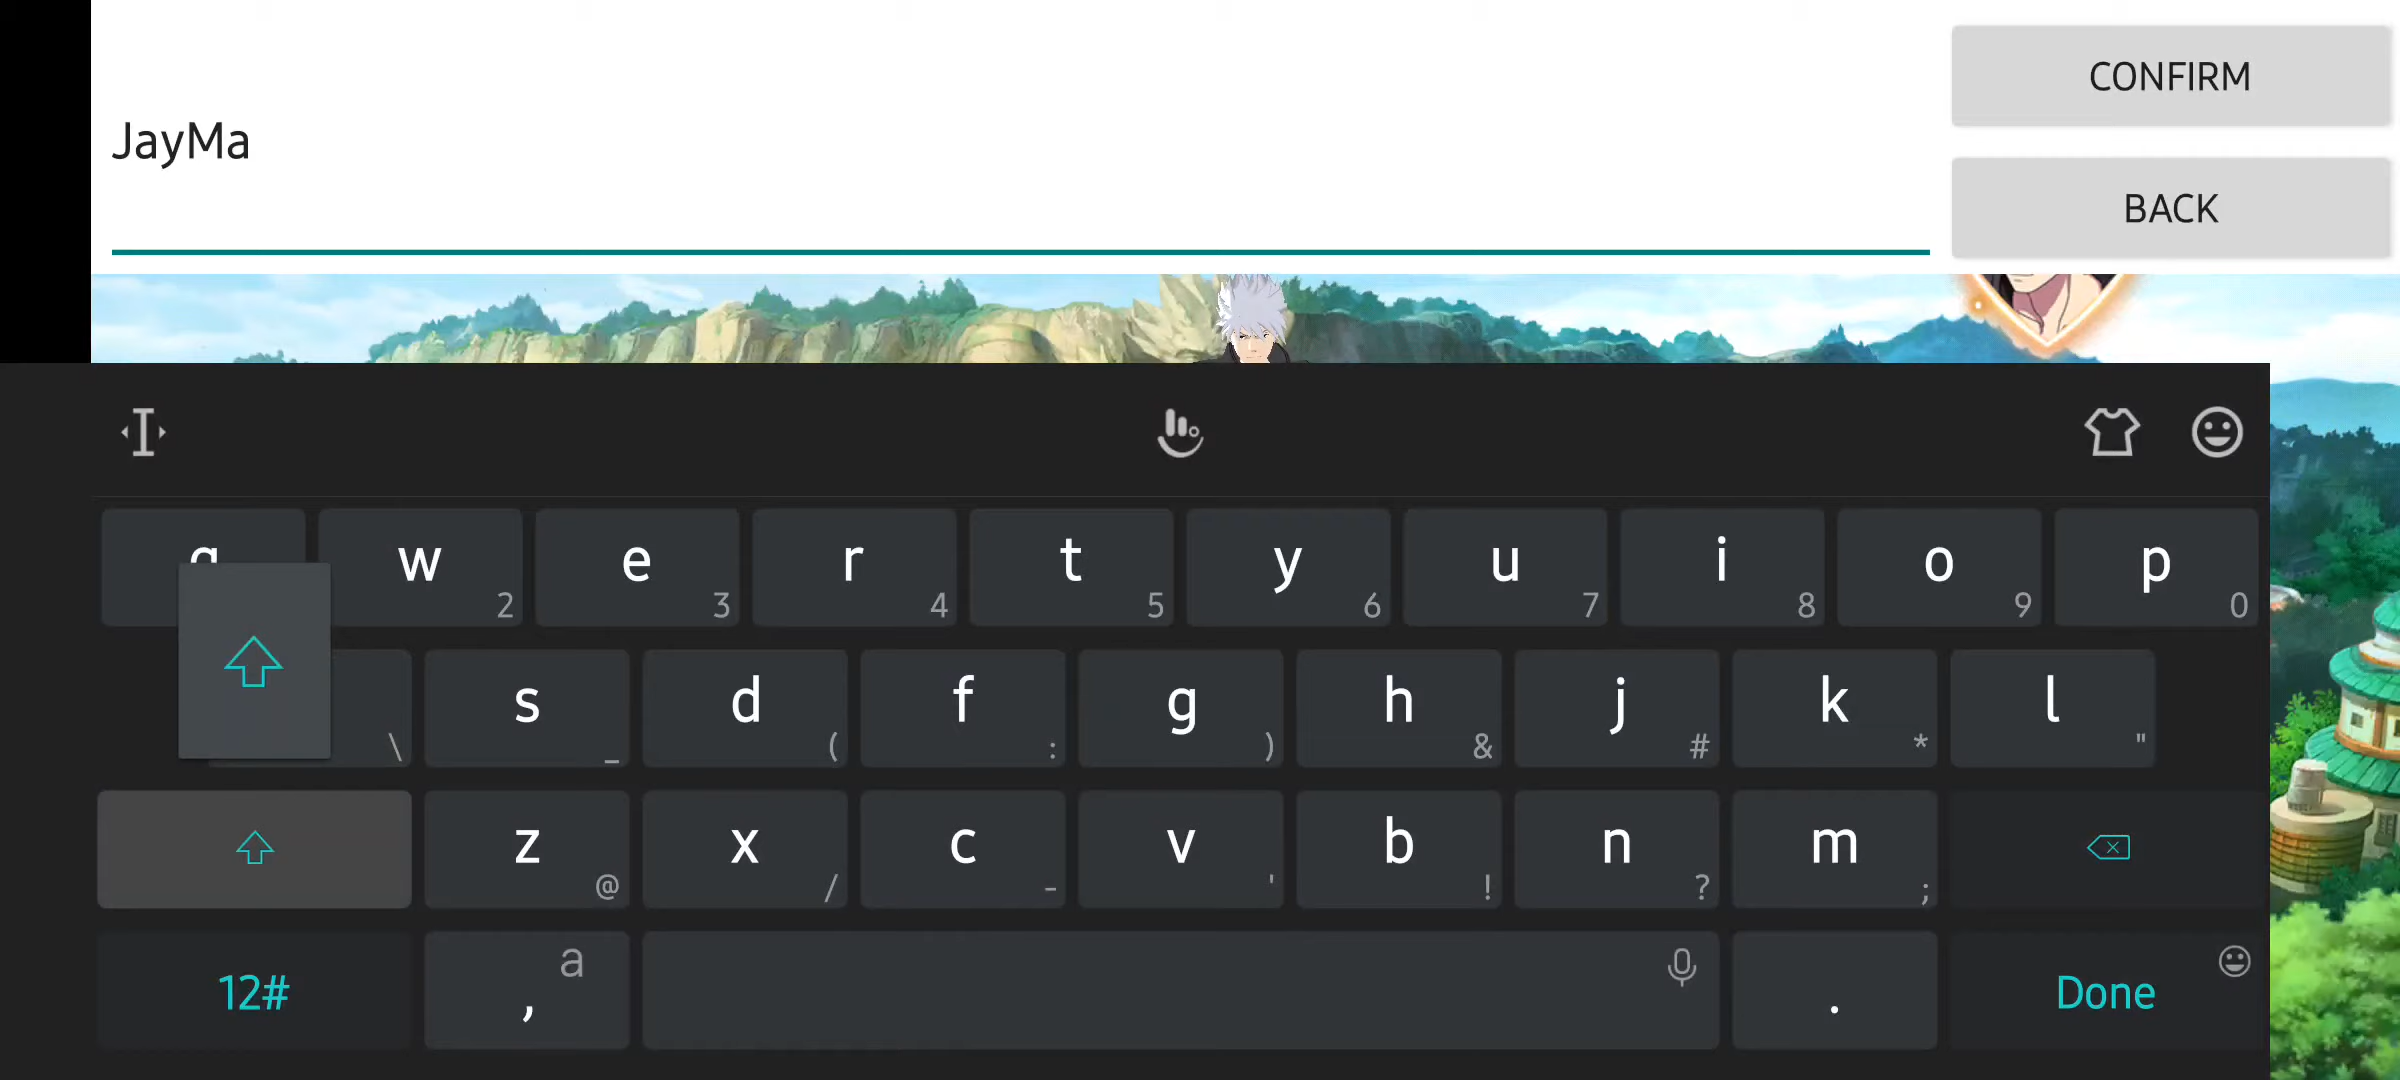 JayMa
CONFIRM
BACK
q w e r t y u i o p
2 3 4 5 6 7 8 9 0
s d f g h j k l
\ _ ( : ) & # * "
z x c v b n m
@ / - ' ! ? ;
12# , a . Done